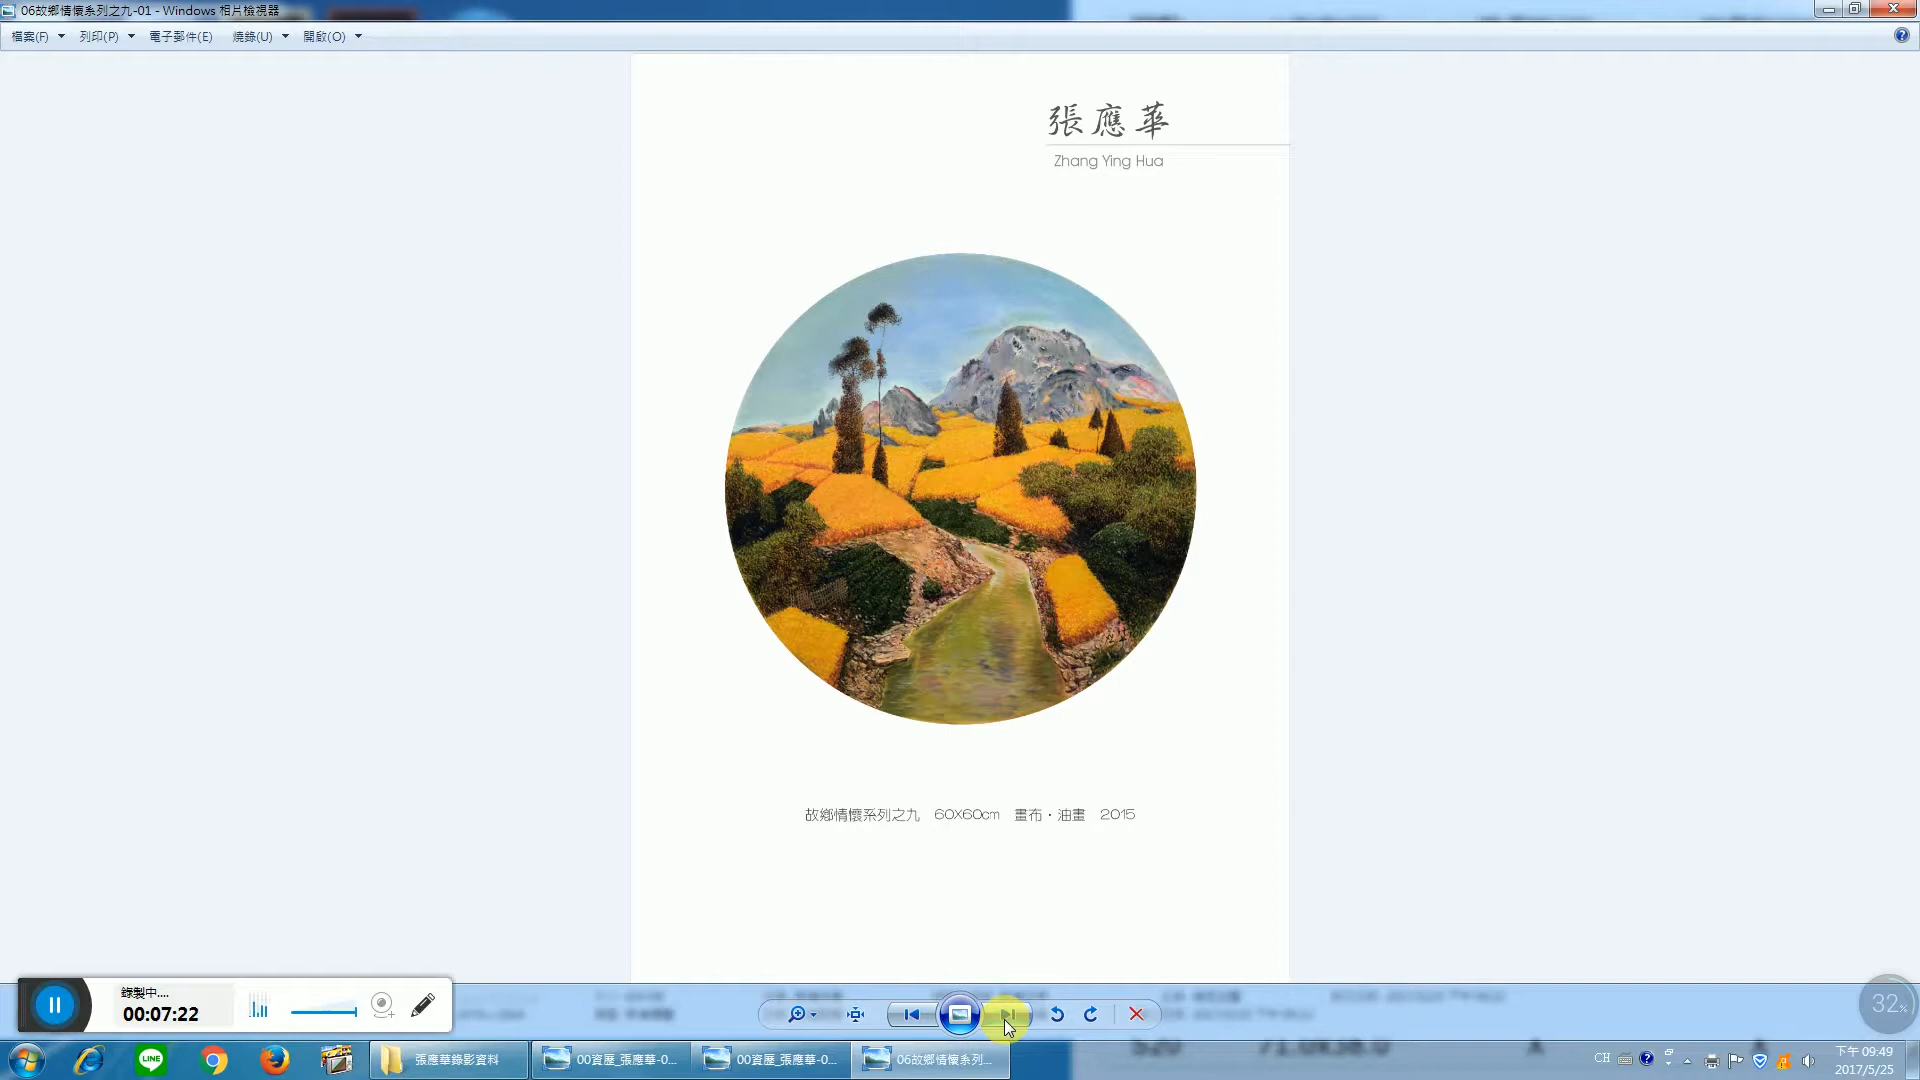 06故鄉情懷系列之九-01 - Windows 相片檢視器
檔案(F) 列印(P) 電子郵件(E) 燒錄(U) 開啟(O)
張應華
Zhang Ying Hua
故鄉情懷系列之九 60X60cm 畫布・油畫 2015
錄製中....
00:07:22
32%
LINE
張應華錄影資料
00資歷_張應華-0...
00資歷_張應華-0...
06故鄉情懷系列...
CH
下午 09:49
2017/5/25